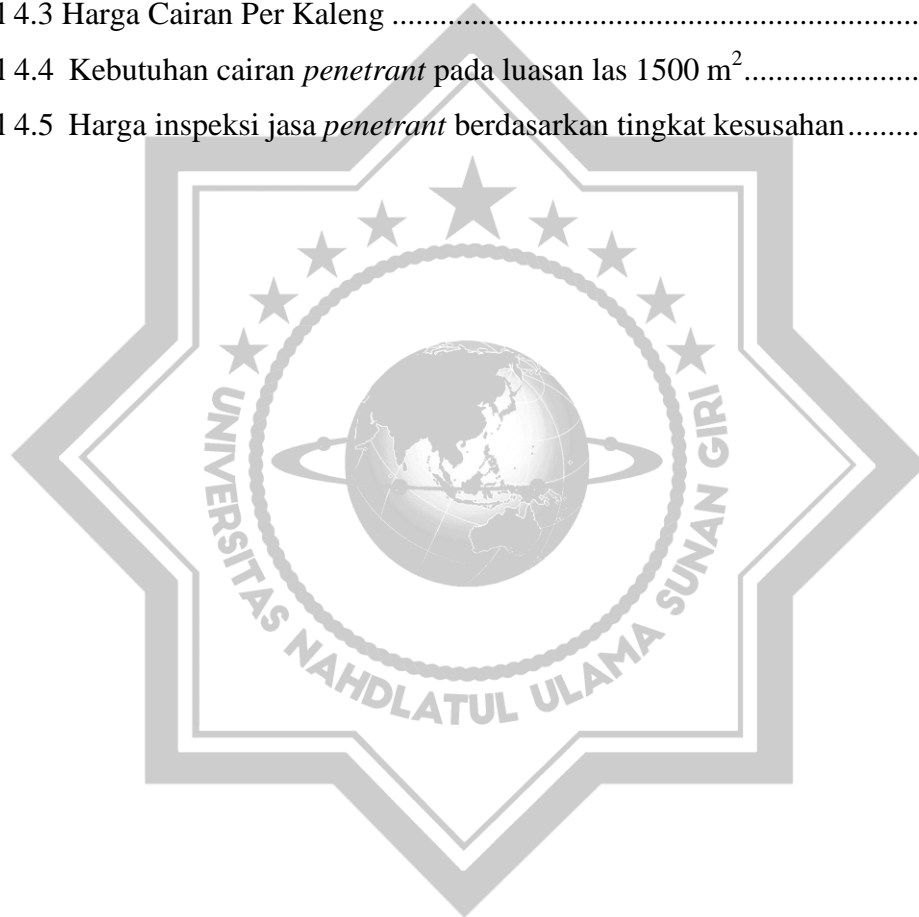 l 4.3 Harga Cairan Per Kaleng ........................................................
l 4.4 Kebutuhan cairan penetrant pada luasan las 1500 m²......................
l 4.5 Harga inspeksi jasa penetrant berdasarkan tingkat kesusahan.........
UNIVERSITAS NAHDLATUL ULAMA SUNAN GIRI